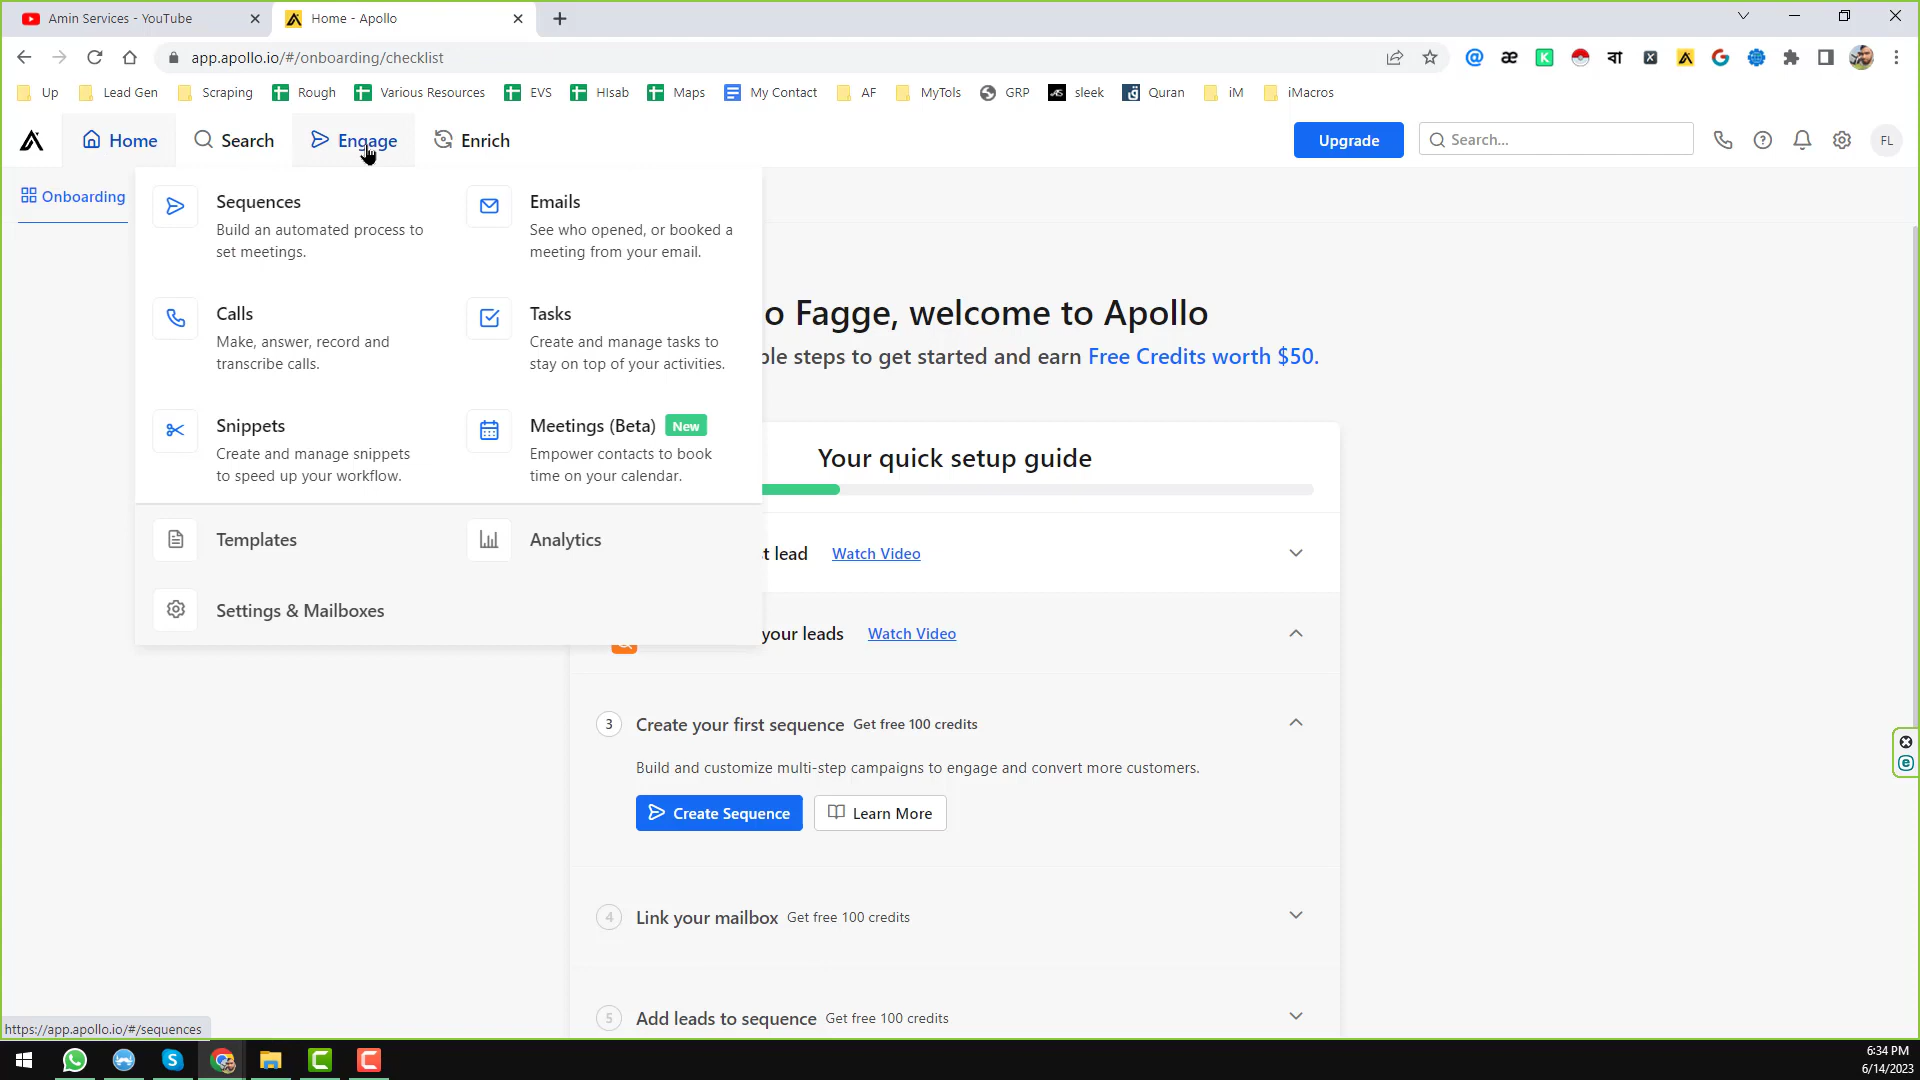 Amin Services - YouTube
Home - Apollo
app.apollo.io/#/onboarding/checklist
Up
Lead Gen
Scraping
Rough
Various Resources
EVS
HIsab
Maps
My Contact
AF
MyTols
GRP
sleek
Quran
iM
iMacros
Home
Search
Engage
Enrich
Upgrade
Search...
FL
Onboarding
Sequences
Build an automated process to
set meetings.
Emails
See who opened, or booked a
meeting from your email.
Calls
Make, answer, record and
transcribe calls.
Tasks
Create and manage tasks to
stay on top of your activities.
Snippets
Create and manage snippets
to speed up your workflow.
Meetings (Beta) New
Empower contacts to book
time on your calendar.
Templates
Analytics
Settings & Mailboxes
o Fagge, welcome to Apollo
ple steps to get started and earn Free Credits worth $50.
Your quick setup guide
t lead Watch Video
your leads Watch Video
3 Create your first sequence Get free 100 credits
Build and customize multi-step campaigns to engage and convert more customers.
Create Sequence
Learn More
4 Link your mailbox Get free 100 credits
5 Add leads to sequence Get free 100 credits
https://app.apollo.io/#/sequences
6:34 PM
6/14/2023